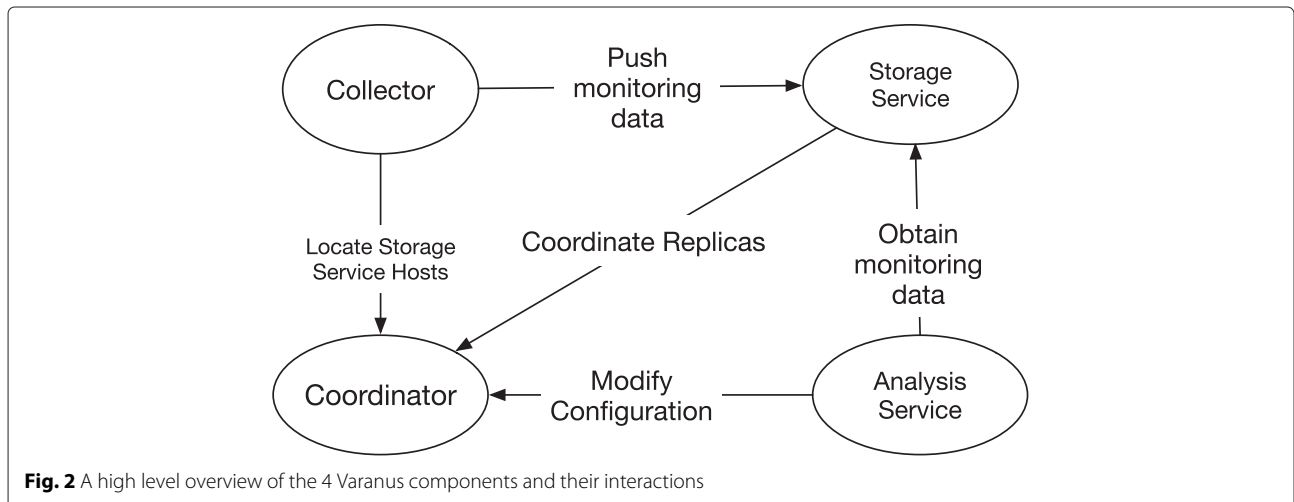 Collector
Push
monitoring
data
Storage
Service
Locate Storage
Service Hosts
Coordinate Replicas
Obtain
monitoring
data
Coordinator
Modify
Configuration
Analysis
Service
Fig. 2 A high level overview of the 4 Varanus components and their interactions